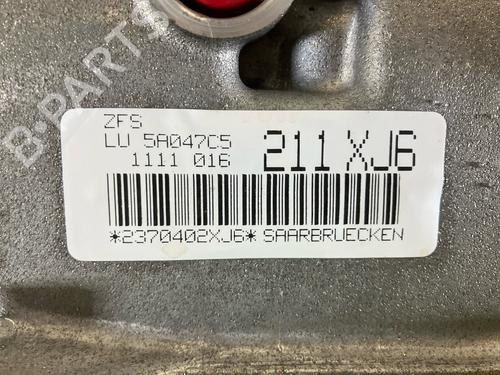 B-PARTS
ZFS
LU 5A047C5
1111 016
211 XJ6
*2370402XJ6* SAARBRUECKEN